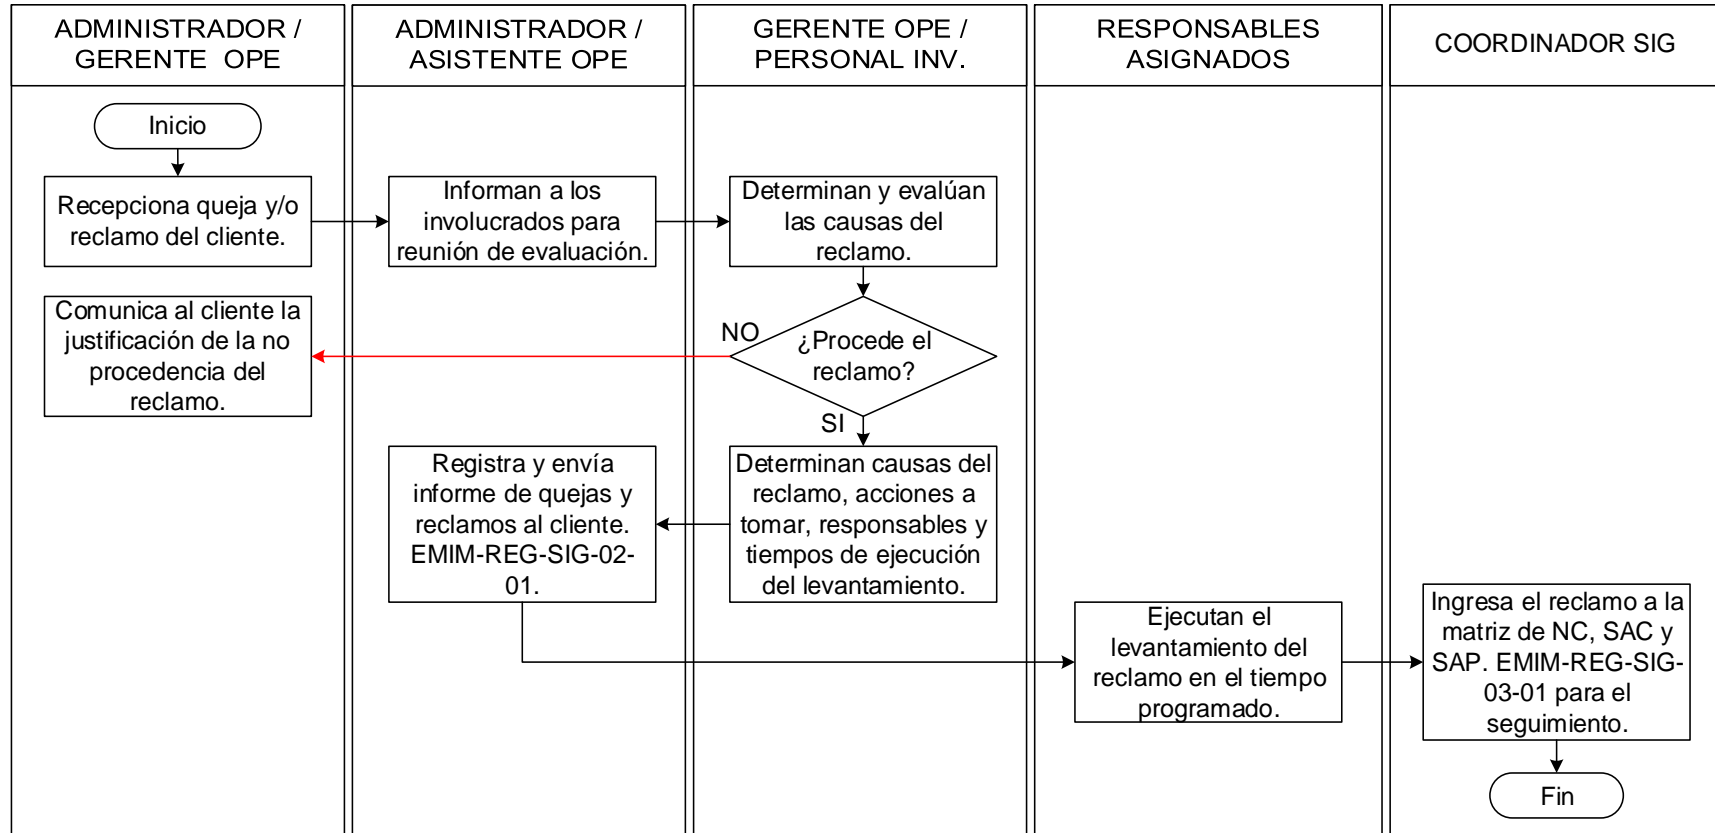 ADMINISTRADOR /
GERENTE OPE
ADMINISTRADOR /
ASISTENTE OPE
GERENTE OPE /
PERSONAL INV.
RESPONSABLES
ASIGNADOS
COORDINADOR SIG
Inicio
Recepciona queja y/o
reclamo del cliente.
Informan a los
involucrados para
reunión de evaluación.
Determinan y evalúan
las causas del
reclamo.
Comunica al cliente la
justificación de la no
procedencia del
reclamo.
NO
¿Procede el
reclamo?
SI
Registra y envía
informe de quejas y
reclamos al cliente.
EMIM-REG-SIG-02-
01.
Determinan causas del
reclamo, acciones a
tomar, responsables y
tiempos de ejecución
del levantamiento.
Ejecutan el
levantamiento del
reclamo en el tiempo
programado.
Ingresa el reclamo a la
matriz de NC, SAC y
SAP. EMIM-REG-SIG-
03-01 para el
seguimiento.
Fin